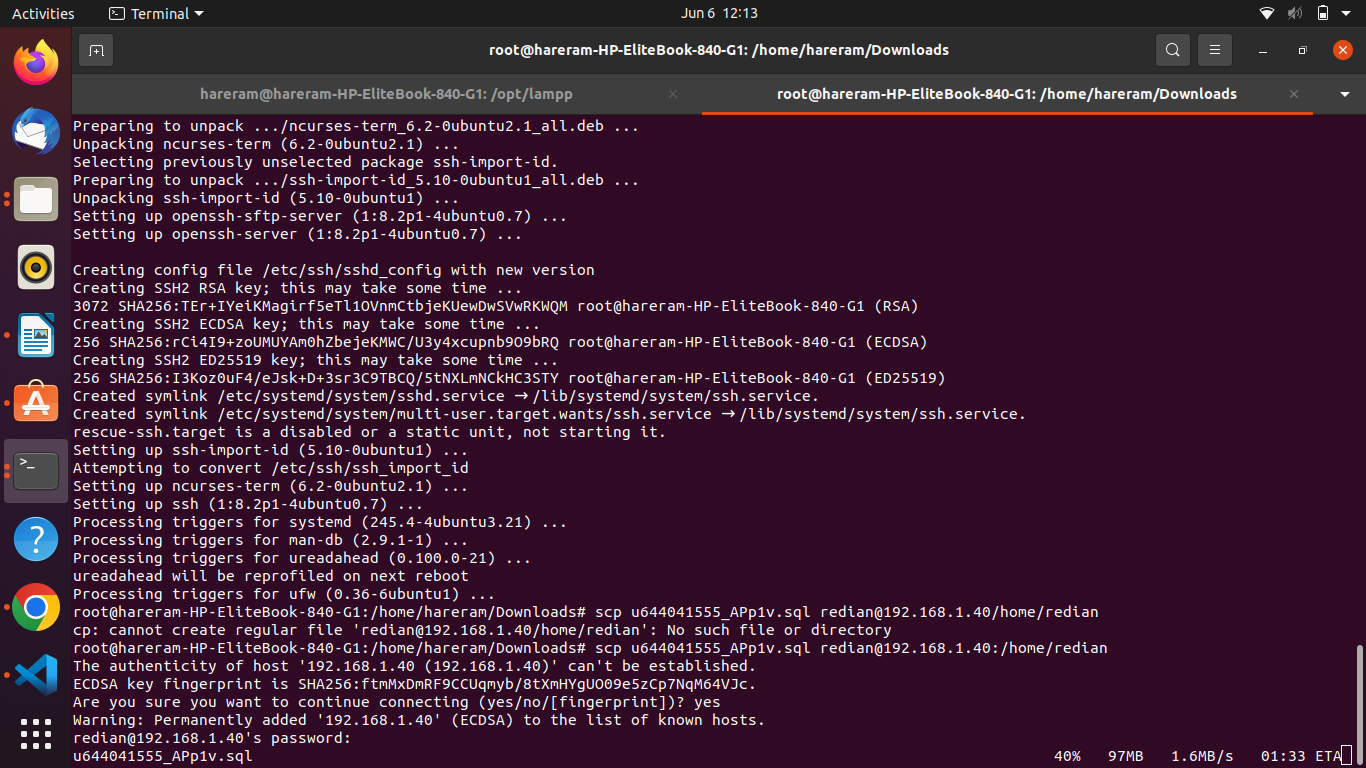 Activities
Terminal
Jun 6 12:13
root@hareram-HP-EliteBook-840-G1: /home/hareram/Downloads
hareram@hareram-HP-EliteBook-840-G1: /opt/lampp
root@hareram-HP-EliteBook-840-G1: /home/hareram/Downloads
Preparing to unpack .../ncurses-term_6.2-0ubuntu2.1_all.deb ...
Unpacking ncurses-term (6.2-0ubuntu2.1) ...
Selecting previously unselected package ssh-import-id.
Preparing to unpack .../ssh-import-id_5.10-0ubuntu1_all.deb ...
Unpacking ssh-import-id (5.10-0ubuntu1) ...
Setting up openssh-sftp-server (1:8.2p1-4ubuntu0.7) ...
Setting up openssh-server (1:8.2p1-4ubuntu0.7) ...
Creating config file /etc/ssh/sshd_config with new version
Creating SSH2 RSA key; this may take some time ...
3072 SHA256:TEr+IYeiKMagirf5eTl1OVnmCtbjeKUewDwSVwRKWQM root@hareram-HP-EliteBook-840-G1 (RSA)
Creating SSH2 ECDSA key; this may take some time ...
256 SHA256:rCi4I9+zoUMUYAm0hZbejeKMWC/U3y4xcupnb9O9bRQ root@hareram-HP-EliteBook-840-G1 (ECDSA)
Creating SSH2 ED25519 key; this may take some time ...
256 SHA256:I3Koz0uF4/eJsk+D+3sr3C9TBCQ/5tNXLmNCkHC3STY root@hareram-HP-EliteBook-840-G1 (ED25519)
Created symlink /etc/systemd/system/sshd.service → /lib/systemd/system/ssh.service.
Created symlink /etc/systemd/system/multi-user.target.wants/ssh.service → /lib/systemd/system/ssh.service.
rescue-ssh.target is a disabled or a static unit, not starting it.
Setting up ssh-import-id (5.10-0ubuntu1) ...
Attempting to convert /etc/ssh/ssh_import_id
Setting up ncurses-term (6.2-0ubuntu2.1) ...
Setting up ssh (1:8.2p1-4ubuntu0.7) ...
Processing triggers for systemd (245.4-4ubuntu3.21) ...
Processing triggers for man-db (2.9.1-1) ...
Processing triggers for ureadahead (0.100.0-21) ...
ureadahead will be reprofiled on next reboot
Processing triggers for ufw (0.36-6ubuntu1) ...
root@hareram-HP-EliteBook-840-G1:/home/hareram/Downloads# scp u644041555_APp1v.sql redian@192.168.1.40/home/redian
cp: cannot create regular file 'redian@192.168.1.40/home/redian': No such file or directory
root@hareram-HP-EliteBook-840-G1:/home/hareram/Downloads# scp u644041555_APp1v.sql redian@192.168.1.40:/home/redian
The authenticity of host '192.168.1.40 (192.168.1.40)' can't be established.
ECDSA key fingerprint is SHA256:ftmMxDmRF9CCUqmyb/8tXmHYgUO09e5zCp7NqM64VJc.
Are you sure you want to continue connecting (yes/no/[fingerprint])? yes
Warning: Permanently added '192.168.1.40' (ECDSA) to the list of known hosts.
redian@192.168.1.40's password:
u644041555_APp1v.sql 40% 97MB 1.6MB/s 01:33 ETA